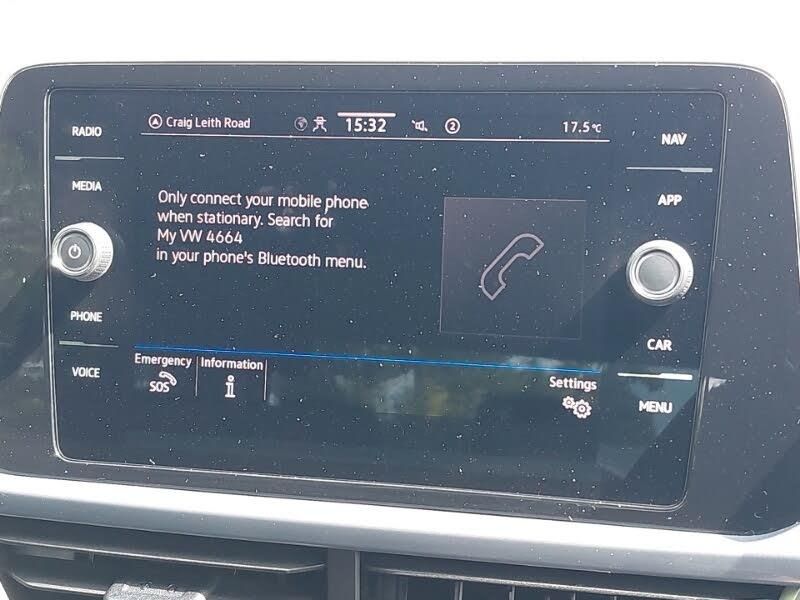 RADIO
MEDIA
PHONE
VOICE
Craig Leith Road
15:32
2
17.5°C
Only connect your mobile phone
when stationary. Search for
My VW 4664
in your phone's Bluetooth menu.
Emergency
SOS
Information
i
Settings
NAV
APP
CAR
MENU